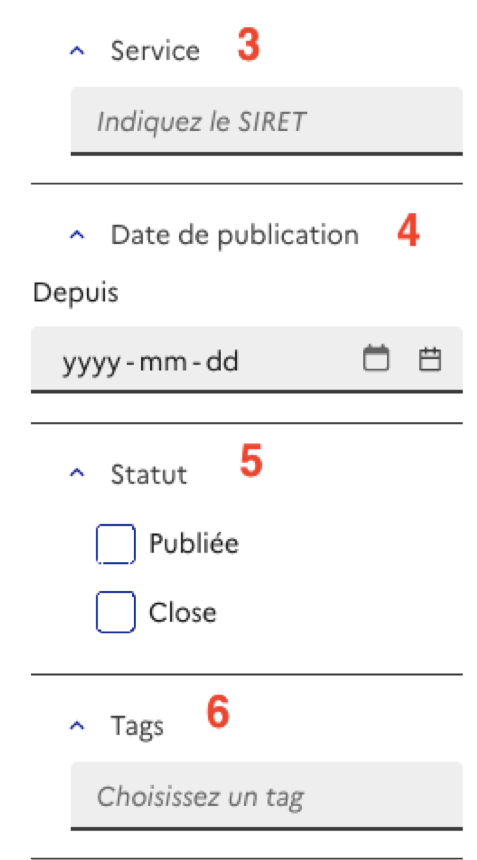 Service 3
Indiquez le SIRET
Date de publication 4
Depuis
yyyy-mm-dd
Statut 5
Publiée
Close
Tags 6
Choisissez un tag